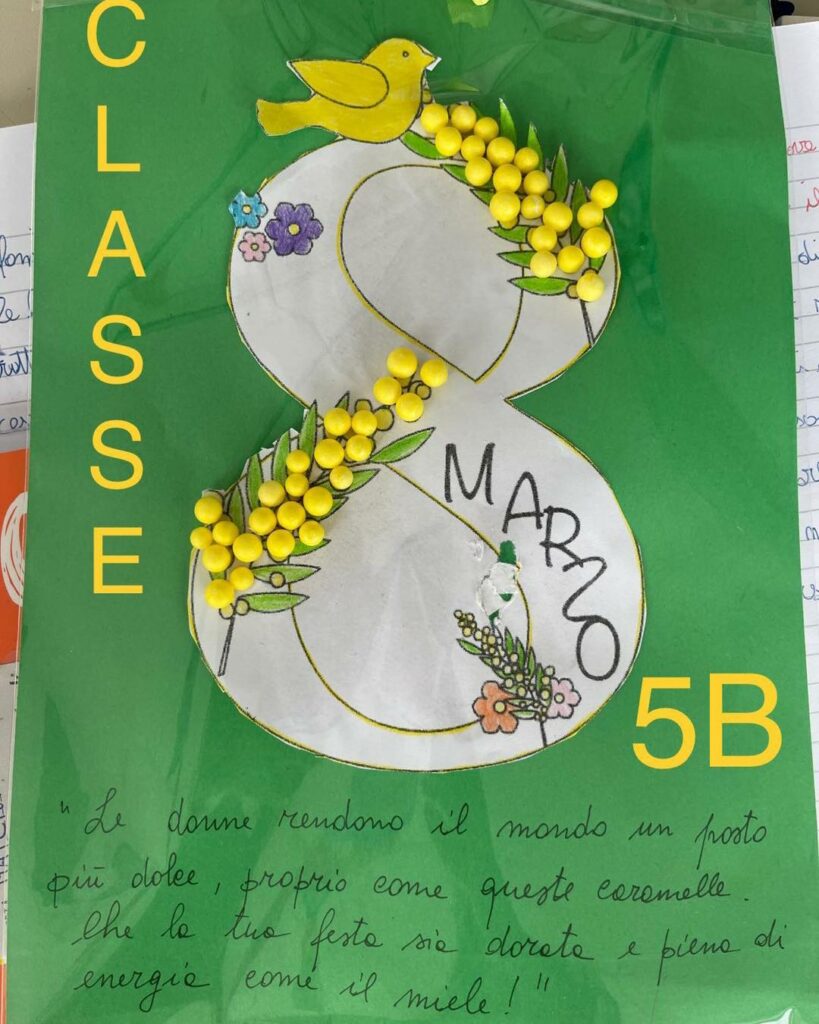 CLASSE
MARZO
5B
"Le donne rendono il mondo un posto
più dolce, proprio come queste caramelle.
Che la tua festa sia dorata e piena di
energia come il miele!"